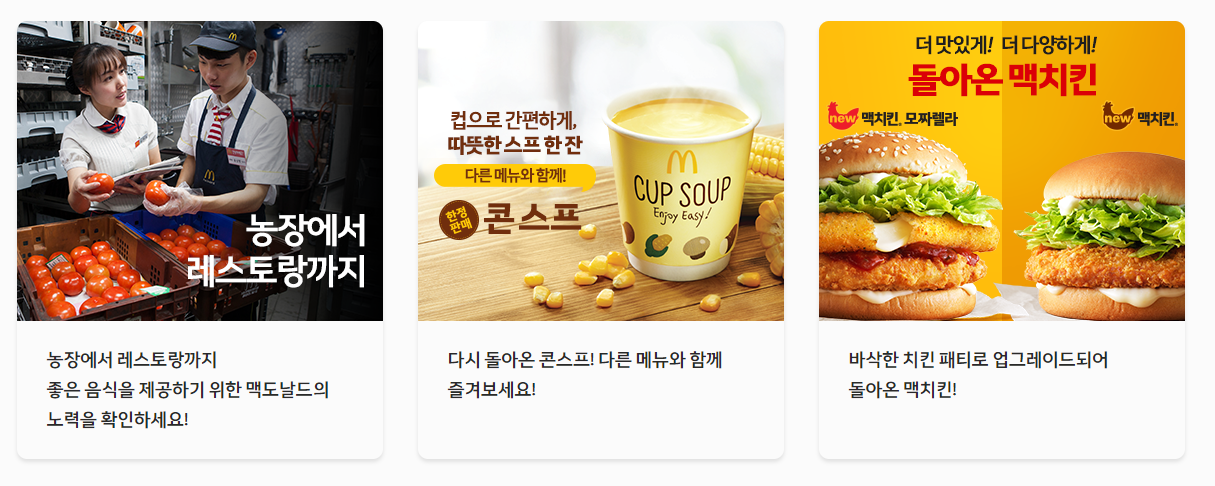 농장에서
레스토랑까지
농장에서 레스토랑까지
좋은 음식을 제공하기 위한 맥도날드의
노력을 확인하세요!
컵으로 간편하게,
따뜻한 스프 한 잔
다른 메뉴와 함께!
한정
판매
콘 스프
CUP SOUP
Enjoy Easy!
다시 돌아온 콘스프! 다른 메뉴와 함께
즐겨보세요!
더 맛있게! 더 다양하게!
돌아온 맥치킨
new 맥치킨® 모짜렐라
new 맥치킨®
바삭한 치킨 패티로 업그레이드되어
돌아온 맥치킨!